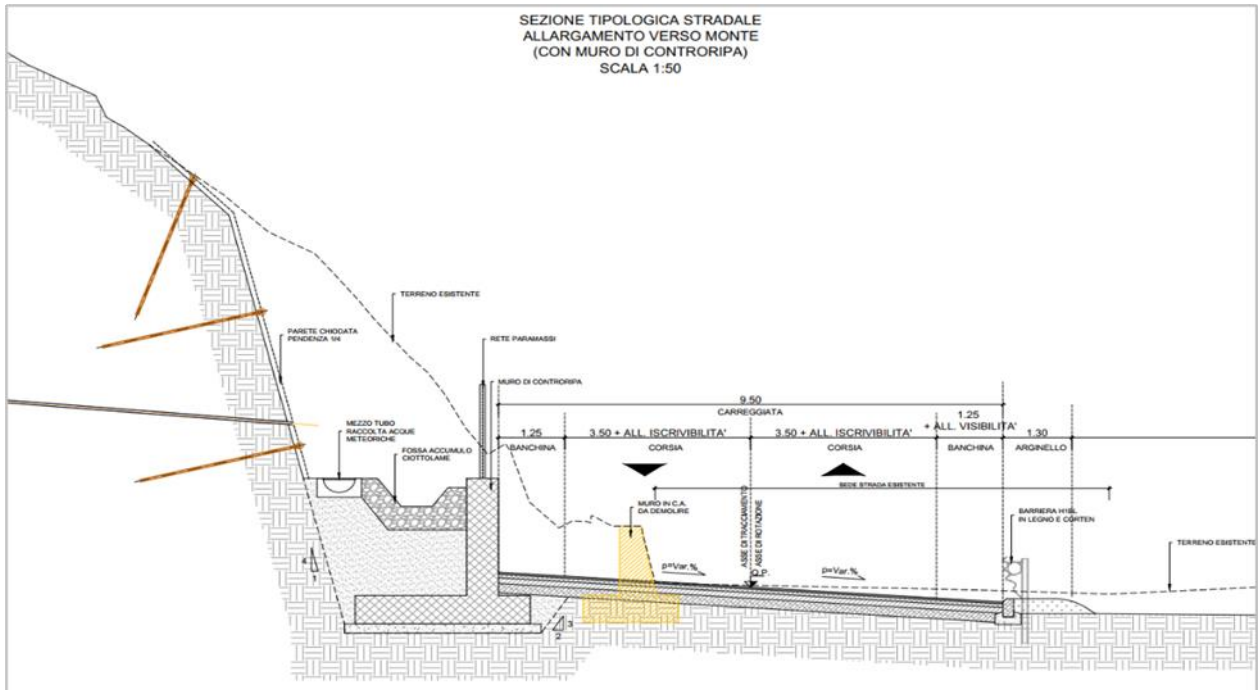 SEZIONE TIPOLOGICA STRADALE
ALLARGAMENTO VERSO MONTE
(CON MURO DI CONTRORIPA)
SCALA 1:50
TERRENO ESISTENTE
PARETE CHIODATA
PENDENZA 1/4
RETE PARAMASSI
MURO DI CONTRORIPA
9.50
CARREGGIATA
1.25
+ ALL. VISIBILITA'
1.25
3.50 + ALL. ISCRIVIBILITA'
3.50 + ALL. ISCRIVIBILITA'
1.30
BANCHINA
CORSIA
CORSIA
BANCHINA
ARGINELLO
MEZZO TUBO
RACCOLTA ACQUE
METEORICHE
FOSSA ACCUMULO
CIOTTOLAME
SEDE STRADA ESISTENTE
MURO IN C.A.
DA DEMOLIRE
ASSE DI TRACCIAMENTO
ASSE DI ROTAZIONE
BARRIERA H1BL
IN LEGNO E CORTEN
TERRENO ESISTENTE
4
1
p=Var.%
Q.P.
p=Var.%
3
2